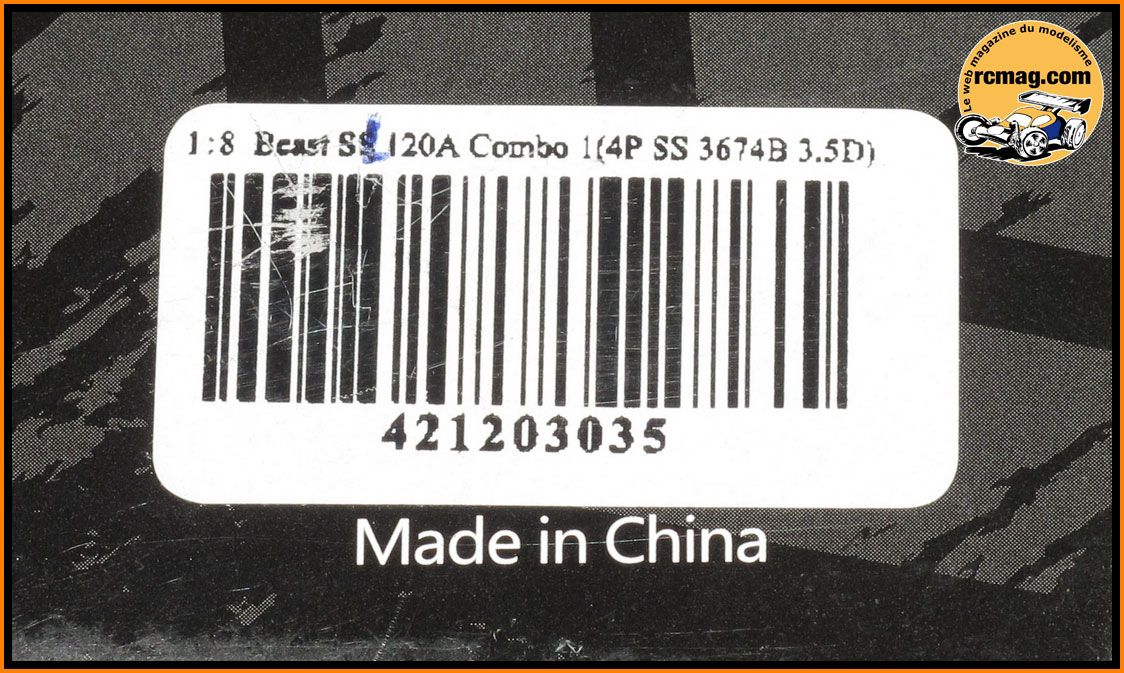 Le web magazine du modelisme
rcmag.com
1:8 Beast SSL 120A Combo 1(4P SS 3674B 3.5D)
421203035
Made in China